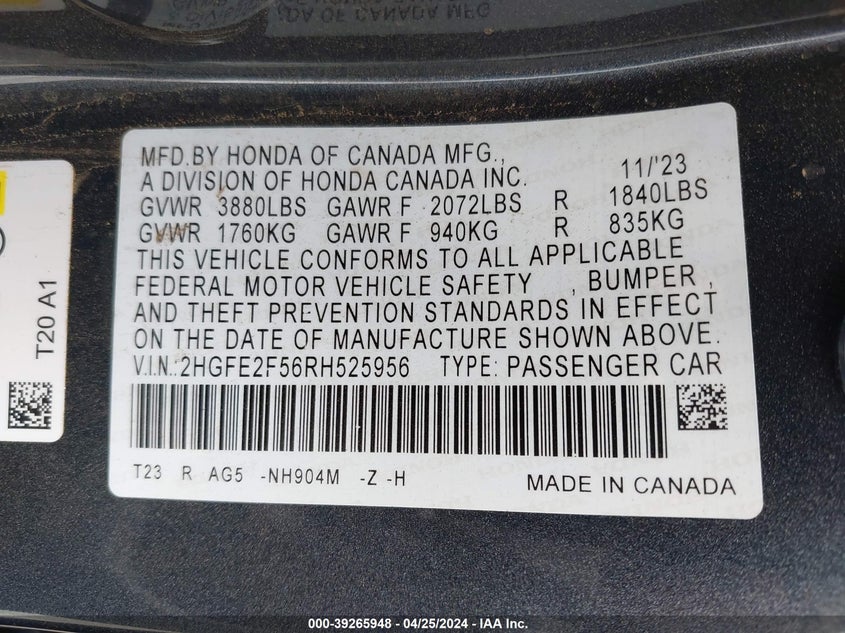 MFD.BY HONDA OF CANADA MFG.,
A DIVISION OF HONDA CANADA INC. 11/'23
GVWR 3880LBS GAWR F 2072LBS R 1840LBS
GVWR 1760KG GAWR F 940KG R 835KG
THIS VEHICLE CONFORMS TO ALL APPLICABLE
FEDERAL MOTOR VEHICLE SAFETY , BUMPER ,
AND THEFT PREVENTION STANDARDS IN EFFECT
ON THE DATE OF MANUFACTURE SHOWN ABOVE.
V.I.N.:2HGFE2F56RH525956 TYPE: PASSENGER CAR
T23 R AG5 -NH904M -Z -H
MADE IN CANADA
T20 A1
000-39265948 - 04/25/2024 - IAA Inc.